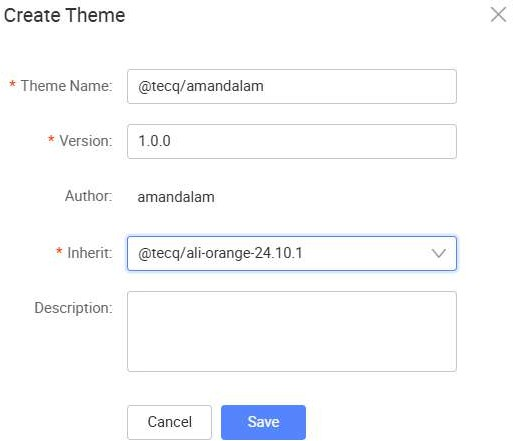 Create Theme
* Theme Name: @tecq/amandalam
* Version: 1.0.0
Author: amandalam
* Inherit: @tecq/ali-orange-24.10.1
Description:
Cancel Save